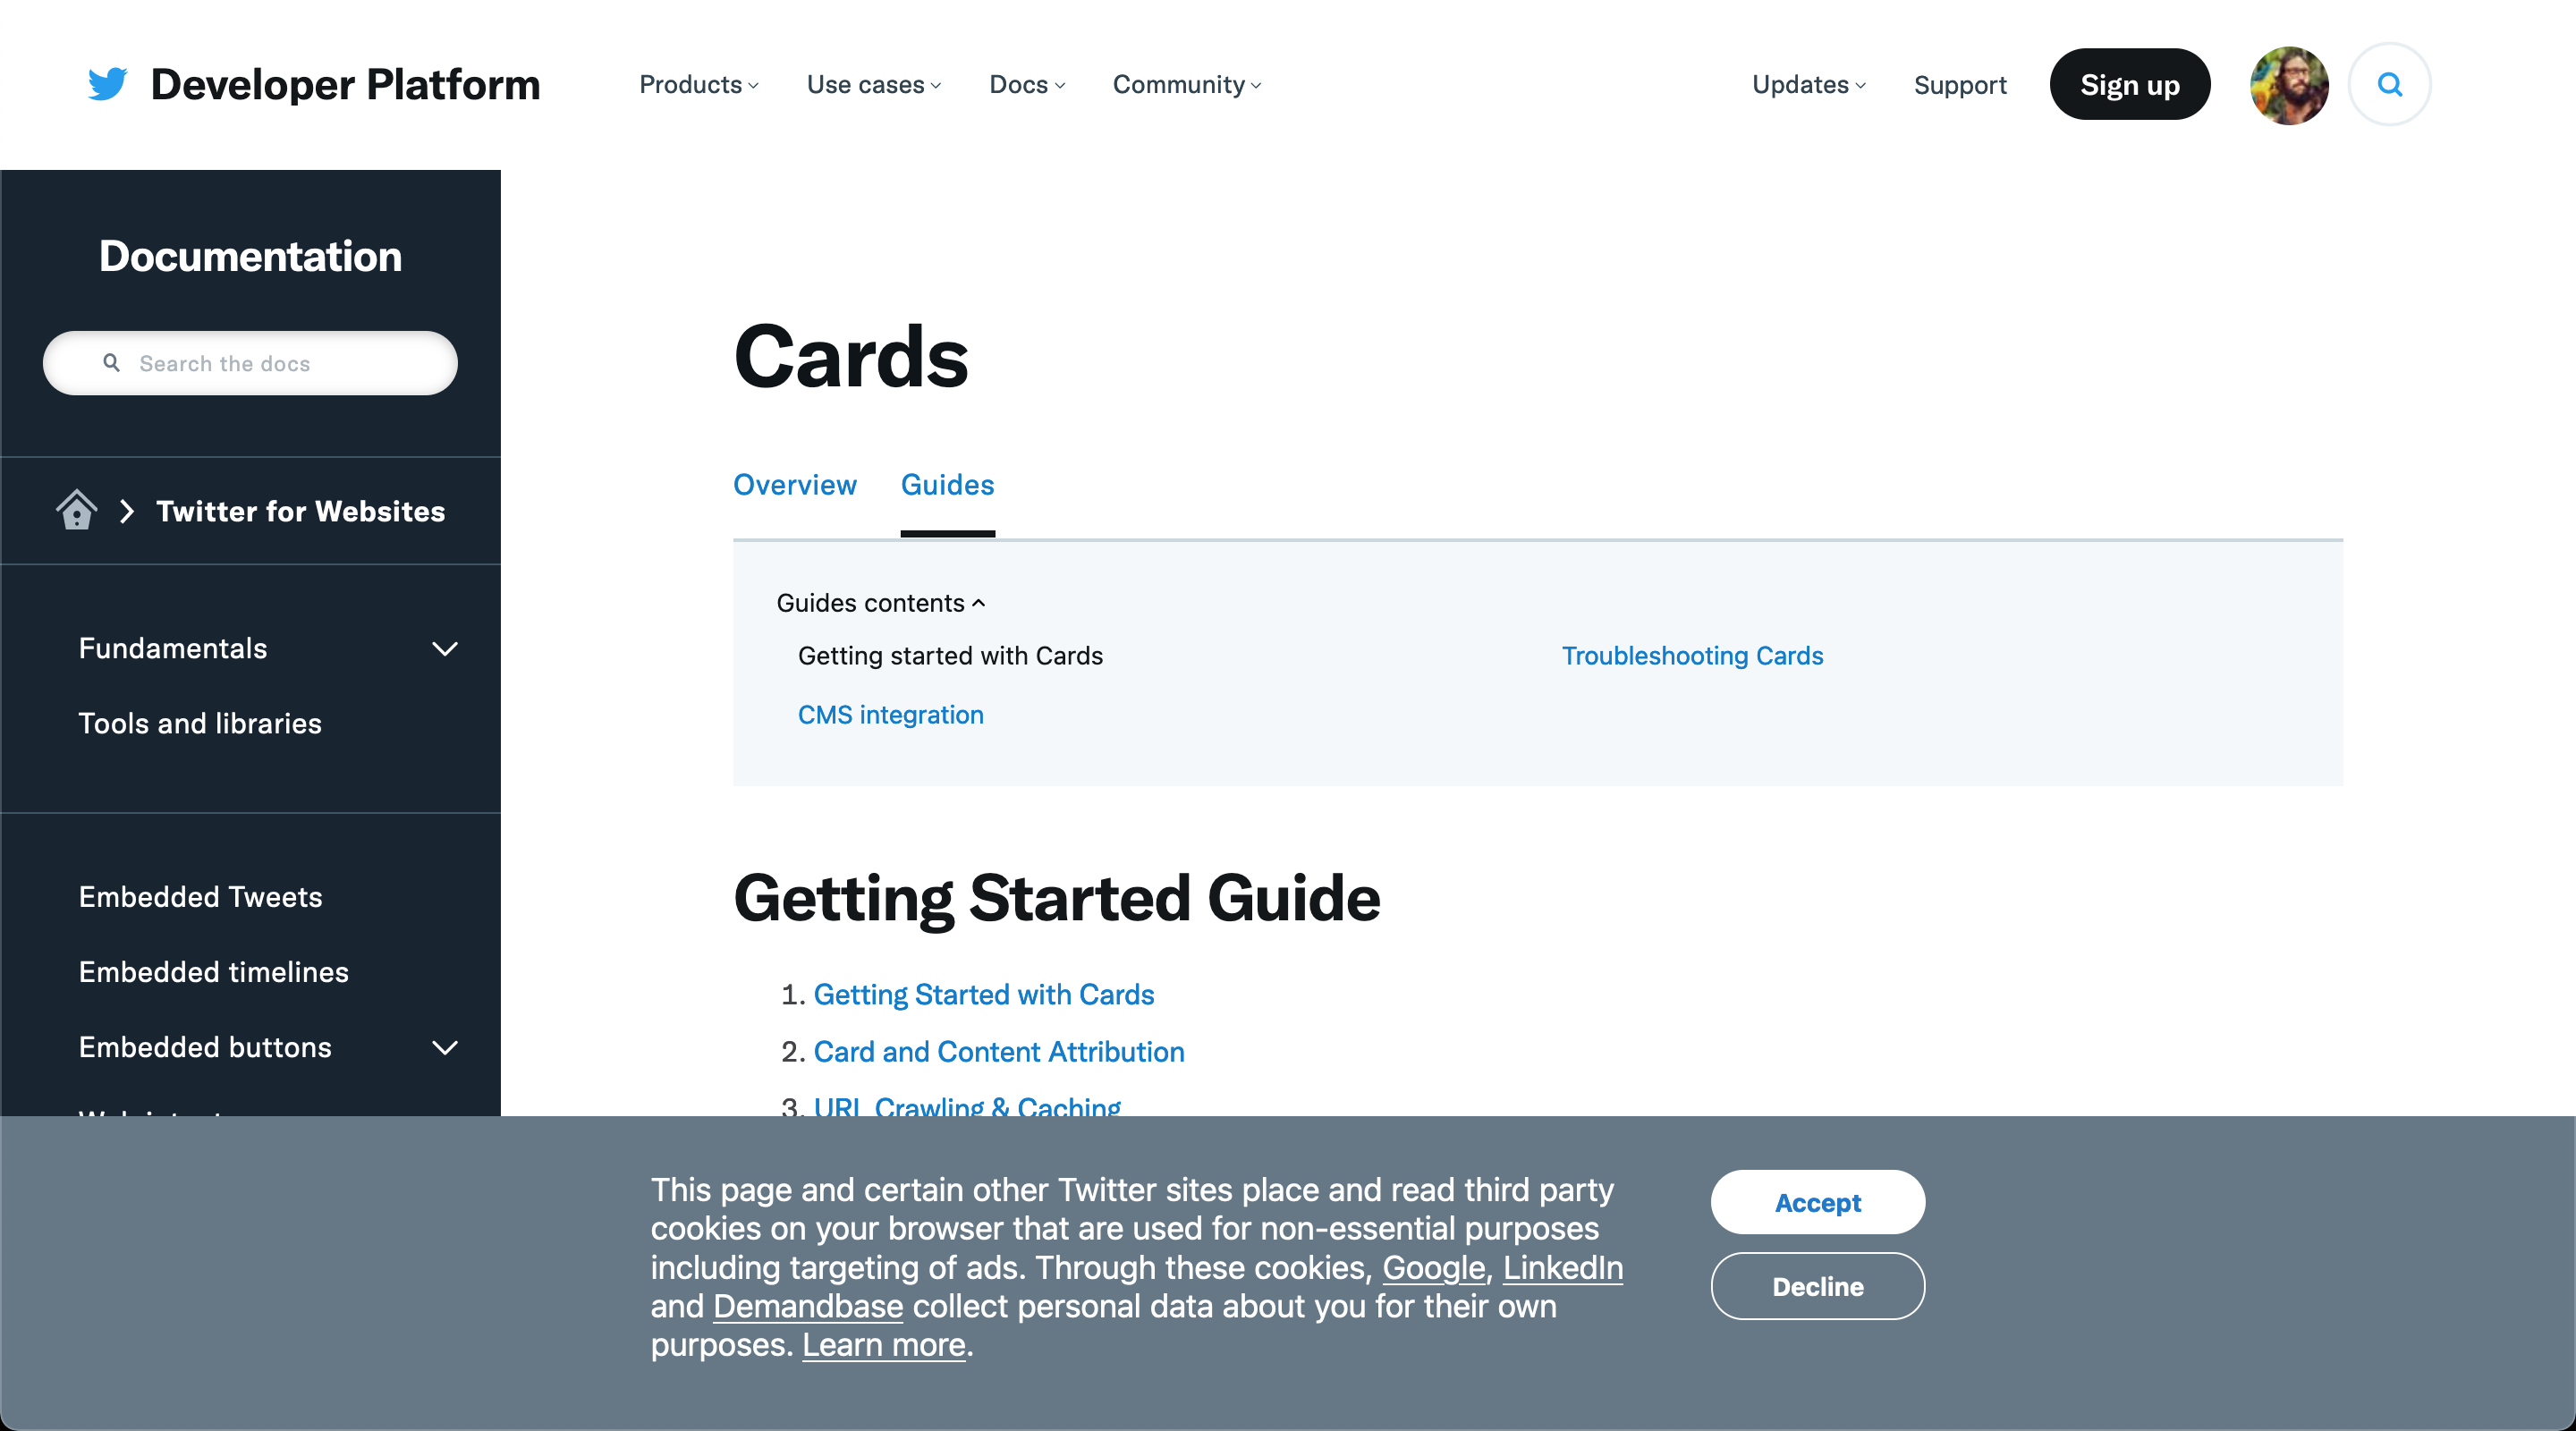 Developer Platform
Products
Use cases
Docs
Community
Updates
Support
Sign up
Documentation
Search the docs
Twitter for Websites
Fundamentals
Tools and libraries
Embedded Tweets
Embedded timelines
Embedded buttons
Cards
Overview
Guides
Guides contents
Getting started with Cards
Troubleshooting Cards
CMS integration
Getting Started Guide
1. Getting Started with Cards
2. Card and Content Attribution
3. URL Crawling & Caching
This page and certain other Twitter sites place and read third party
cookies on your browser that are used for non-essential purposes
including targeting of ads. Through these cookies, Google, LinkedIn
and Demandbase collect personal data about you for their own
purposes. Learn more.
Accept
Decline